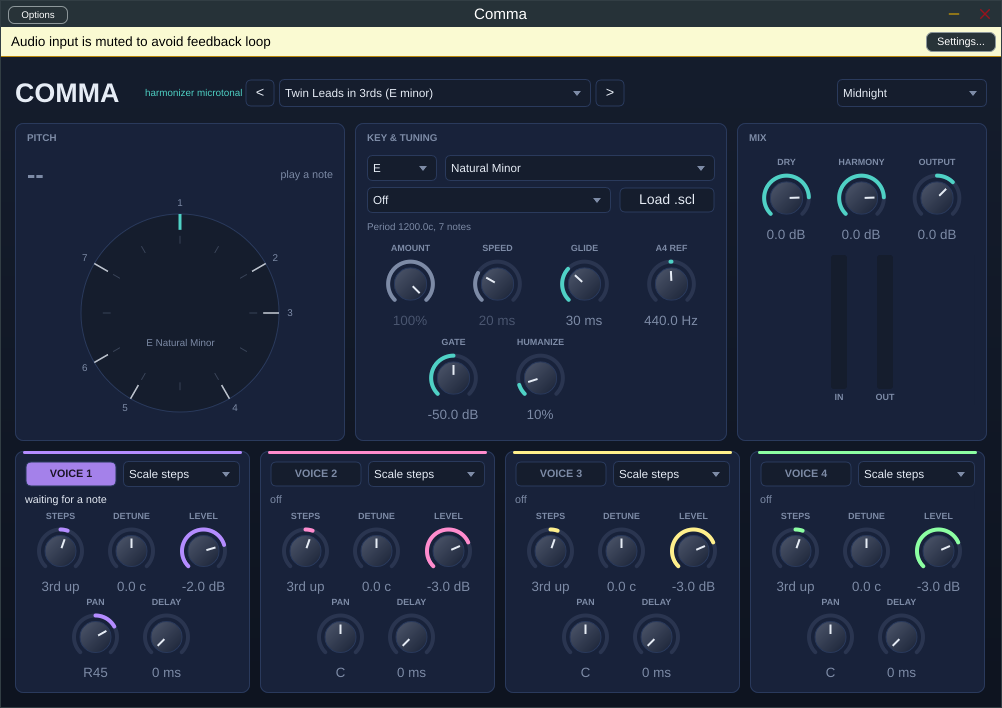 Options
Comma
Audio input is muted to avoid feedback loop
Settings...
COMMA
harmonizer microtonal
<
Twin Leads in 3rds (E minor)
>
Midnight
PITCH
--
play a note
1
2
3
4
5
6
7
E Natural Minor
KEY & TUNING
E
Natural Minor
Off
Load .scl
Period 1200.0c, 7 notes
AMOUNT
SPEED
GLIDE
A4 REF
100%
20 ms
30 ms
440.0 Hz
GATE
HUMANIZE
-50.0 dB
10%
MIX
DRY
HARMONY
OUTPUT
0.0 dB
0.0 dB
0.0 dB
IN
OUT
VOICE 1
Scale steps
waiting for a note
STEPS
DETUNE
LEVEL
3rd up
0.0 c
-2.0 dB
PAN
DELAY
R45
0 ms
VOICE 2
Scale steps
off
STEPS
DETUNE
LEVEL
3rd up
0.0 c
-3.0 dB
PAN
DELAY
C
0 ms
VOICE 3
Scale steps
off
STEPS
DETUNE
LEVEL
3rd up
0.0 c
-3.0 dB
PAN
DELAY
C
0 ms
VOICE 4
Scale steps
off
STEPS
DETUNE
LEVEL
3rd up
0.0 c
-3.0 dB
PAN
DELAY
C
0 ms